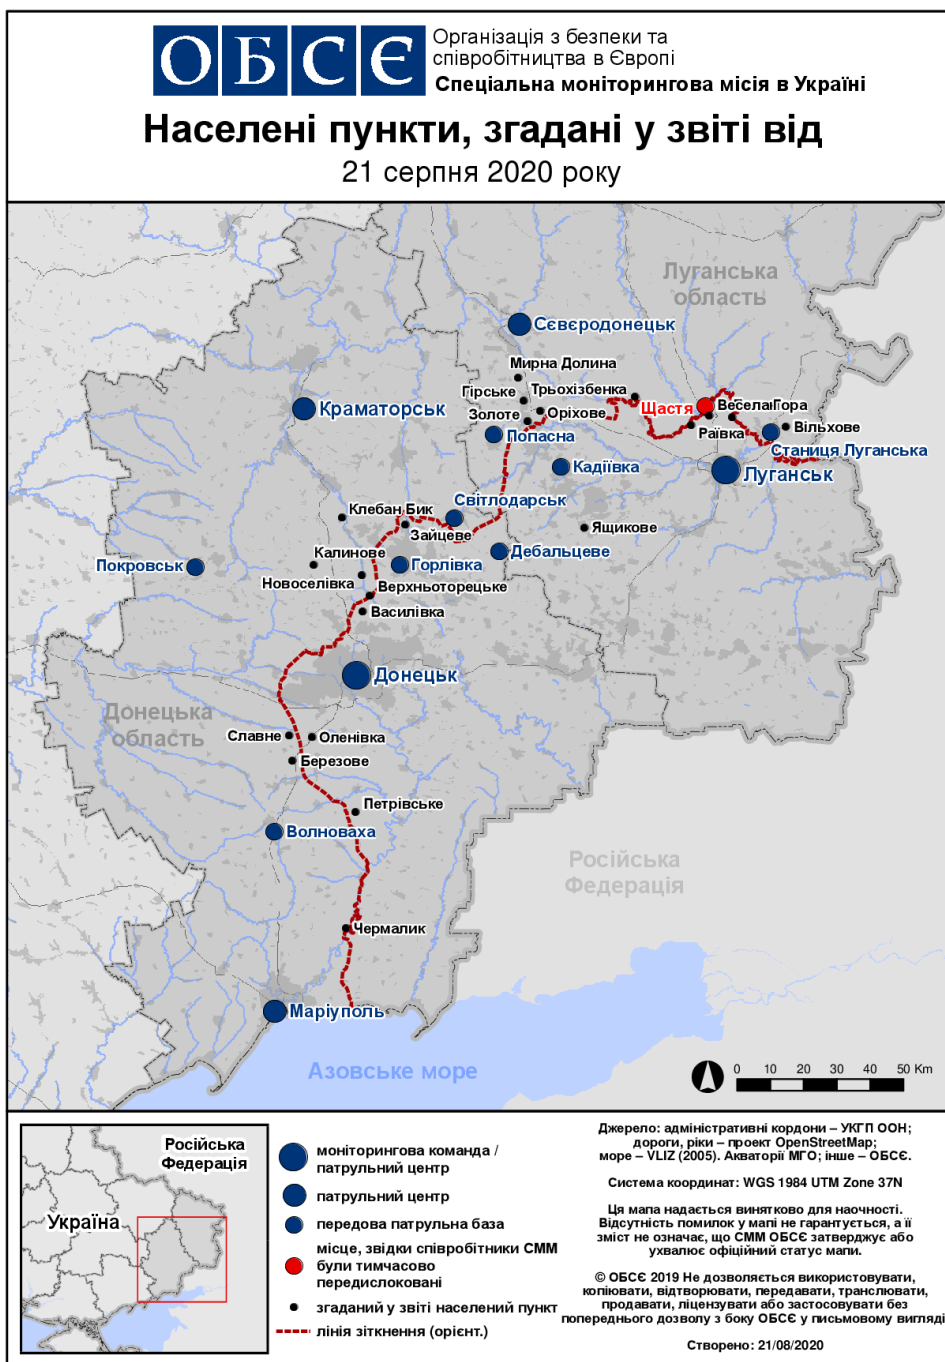 ОБСЄ
Організація з безпеки та
співробітництва в Європі
Спеціальна моніторингова місія в Україні
Населені пункти, згадані у звіті від
21 серпня 2020 року
Луганська
область
Сєвєродонецьк
Мирна Долина
Гірське
Трьохізбенка
Золоте
Оріхове
Щастя
Весела Гора
Раївка
Вільхове
Станиця Луганська
Краматорськ
Попасна
Кадіївка
Луганськ
Світлодарськ
Клебан Бик
Зайцеве
Ящикове
Калинове
Покровськ
Горлівка
Дебальцеве
Новоселівка
Верхньоторецьке
Василівка
Донецьк
Донецька
область
Славне
Оленівка
Березове
Петрівське
Волноваха
Російська
Федерація
Чермалик
Маріуполь
Азовське море
0 10 20 30 40 50 Km
Російська
Федерація
Україна
моніторингова команда /
патрульний центр
патрульний центр
передова патрульна база
місце, звідки співробітники СММ
були тимчасово
передислоковані
згаданий у звіті населений пункт
лінія зіткнення (орієнт.)
Джерело: адміністративні кордони – УКГП ООН;
дороги, ріки – проект OpenStreetMap;
море – VLIZ (2005). Акваторії МГО; інше – ОБСЄ.
Система координат: WGS 1984 UTM Zone 37N
Ця мапа надається винятково для наочності.
Відсутність помилок у мапі не гарантується, а її
зміст не означає, що СММ ОБСЄ затверджує або
ухвалює офіційний статус мапи.
© ОБСЄ 2019 Не дозволяється використовувати,
копіювати, відтворювати, передавати, транслювати,
продавати, ліцензувати або застосовувати без
попереднього дозволу з боку ОБСЄ у письмовому вигляді
Створено: 21/08/2020